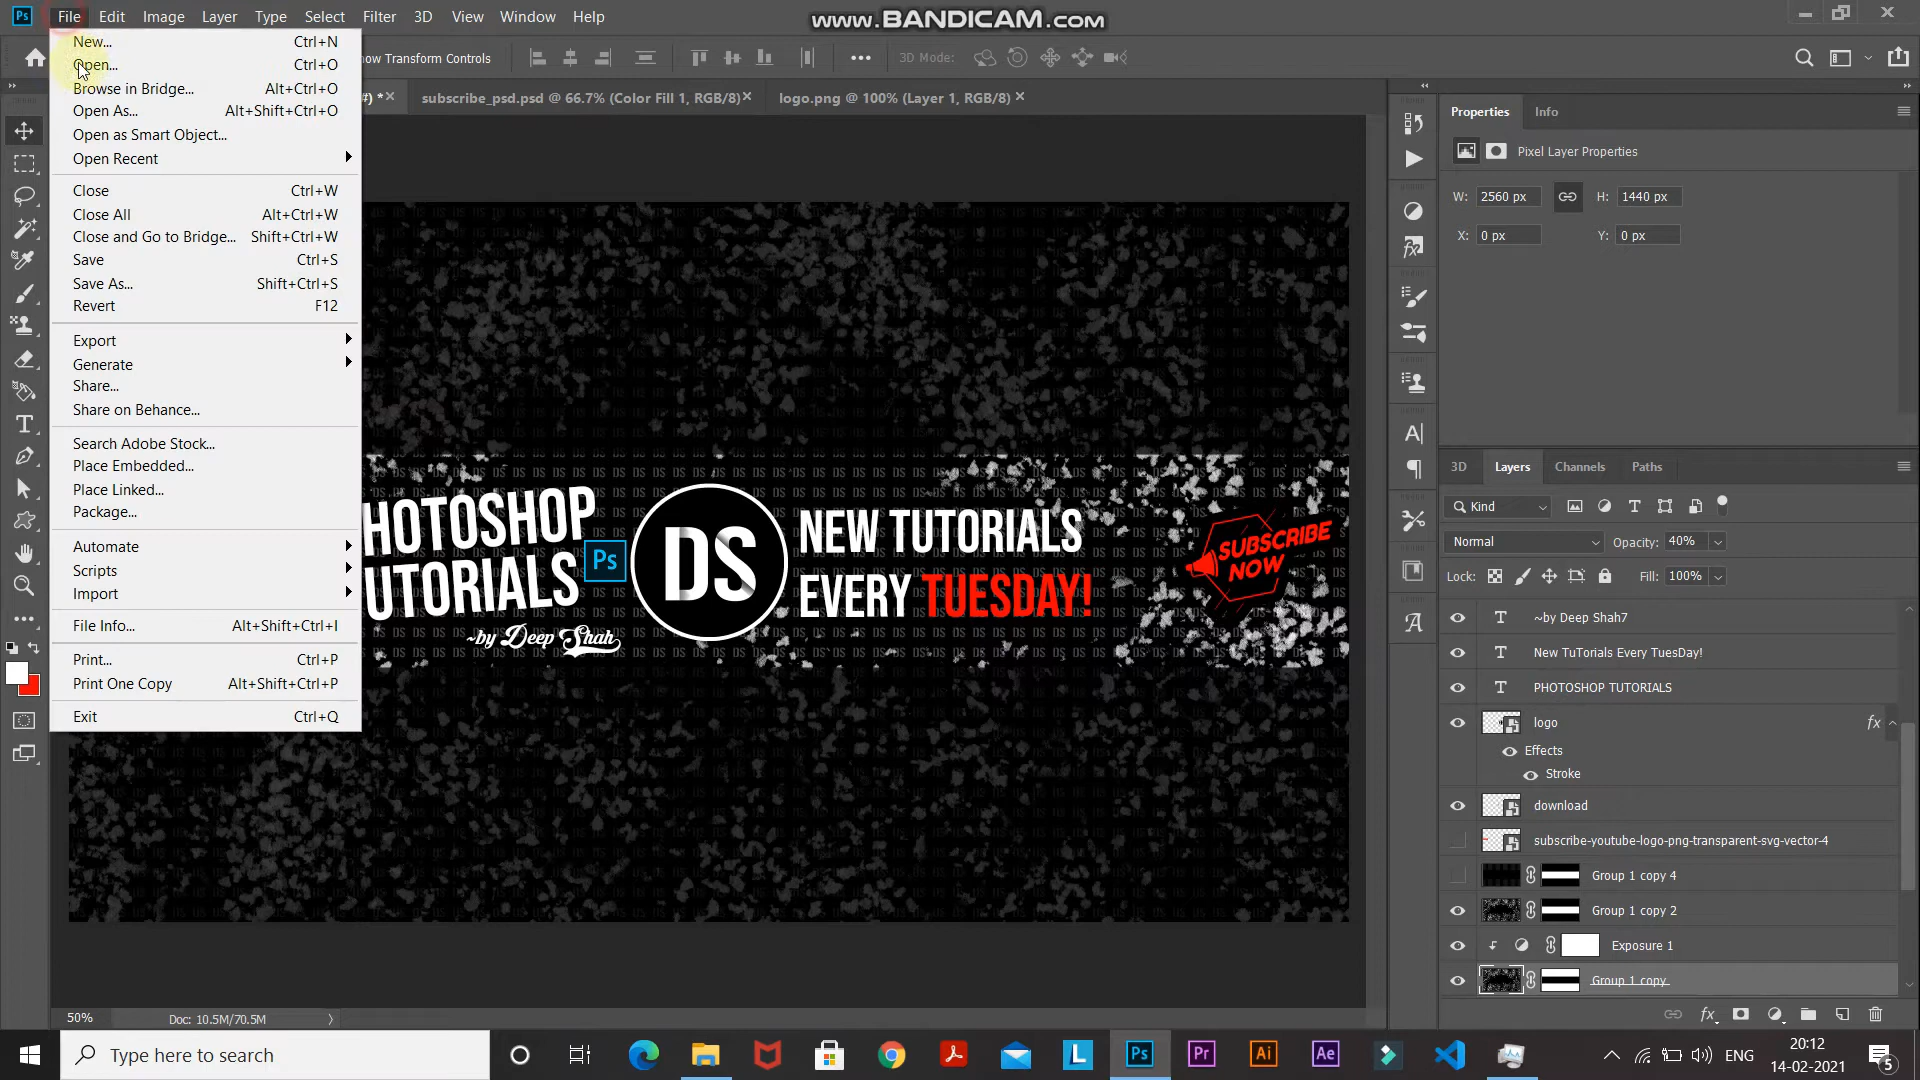 Ps File Edit Image Layer Type Select Filter 3D View Window Help
www.BANDICAM.com
how Transform Controls
3D Mode:
#) * × subscribe_psd.psd @ 66.7% (Color Fill 1, RGB/8) × logo.png @ 100% (Layer 1, RGB/8) ×
New... Ctrl+N
Open... Ctrl+O
Browse in Bridge... Alt+Ctrl+O
Open As... Alt+Shift+Ctrl+O
Open as Smart Object...
Open Recent
Close Ctrl+W
Close All Alt+Ctrl+W
Close and Go to Bridge... Shift+Ctrl+W
Save Ctrl+S
Save As... Shift+Ctrl+S
Revert F12
Export
Generate
Share...
Share on Behance...
Search Adobe Stock...
Place Embedded...
Place Linked...
Package...
Automate
Scripts
Import
File Info... Alt+Shift+Ctrl+I
Print... Ctrl+P
Print One Copy Alt+Shift+Ctrl+P
Exit Ctrl+Q
HOTOSHOP
UTORIALS
Ps
~by Deep Shah
DS
NEW TUTORIALS
EVERY TUESDAY!
SUBSCRIBE
NOW
Properties Info
Pixel Layer Properties
W: 2560 px H: 1440 px
X: 0 px Y: 0 px
3D Layers Channels Paths
Kind
Normal Opacity: 40%
Lock: Fill: 100%
~by Deep Shah7
New TuTorials Every TuesDay!
PHOTOSHOP TUTORIALS
logo fx
Effects
Stroke
download
subscribe-youtube-logo-png-transparent-svg-vector-4
Group 1 copy 4
Group 1 copy 2
Exposure 1
Group 1 copy
50% Doc: 10.5M/70.5M
Type here to search
L Ps Pr Ai Ae
ENG
20:12
14-02-2021
5